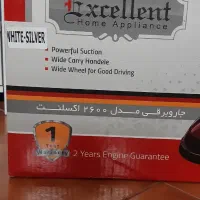 Excellent
Home Appliance
WHITE-SILVER
Powerful Suction
Wide Carry Handvle
Wide Wheel for Good Driving
جاروبرقی مدل ۲۶۰۰ اکسلنت
1
2 Years Engine Guarantee